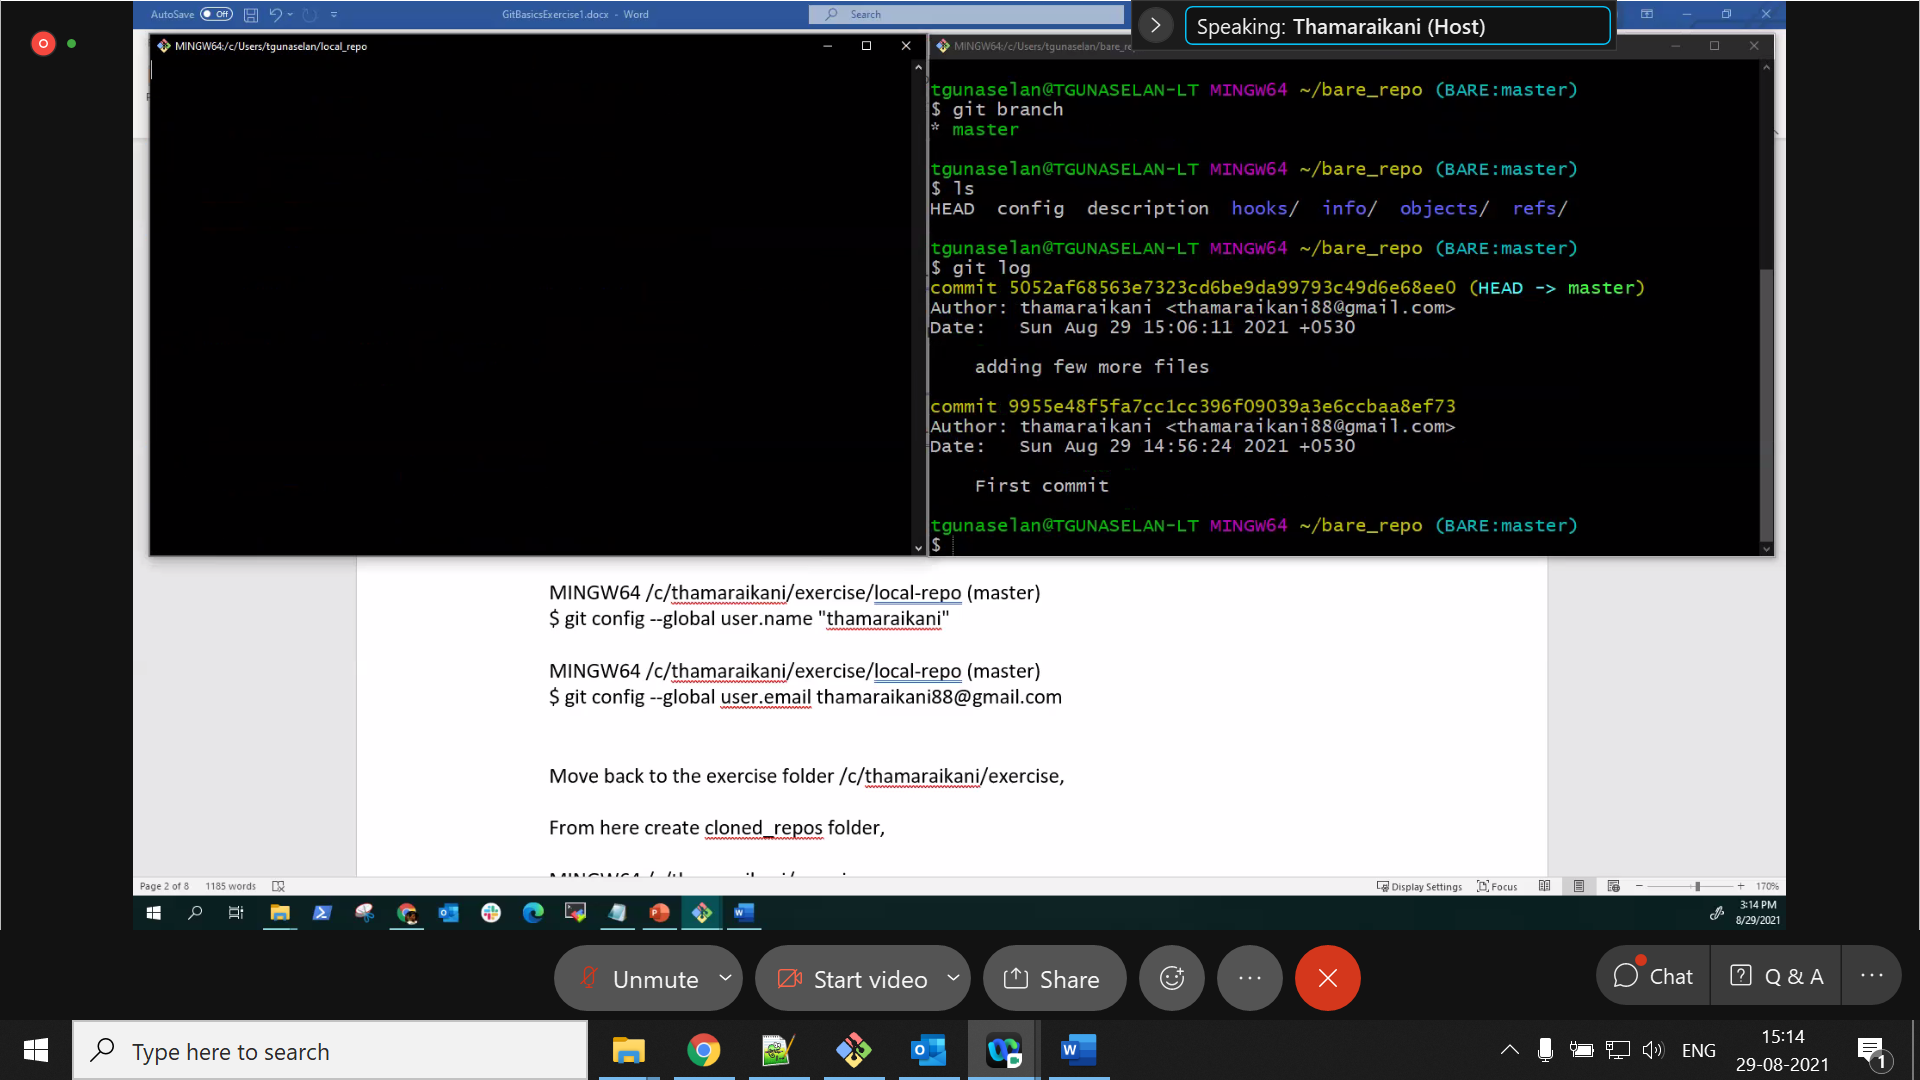 AutoSave Off
GitBasicsExercise1.docx - Word
Search
Speaking: Thamaraikani (Host)
MINGW64:/c/Users/tgunaselan/local_repo
MINGW64:/c/Users/tgunaselan/bare_re
tgunaselan@TGUNASELAN-LT MINGW64 ~/bare_repo (BARE:master)
$ git branch
* master
tgunaselan@TGUNASELAN-LT MINGW64 ~/bare_repo (BARE:master)
$ ls
HEAD config description hooks/ info/ objects/ refs/
tgunaselan@TGUNASELAN-LT MINGW64 ~/bare_repo (BARE:master)
$ git log
commit 5052af68563e7323cd6be9da99793c49d6e68ee0 (HEAD -> master)
Author: thamaraikani <thamaraikani88@gmail.com>
Date: Sun Aug 29 15:06:11 2021 +0530
adding few more files
commit 9955e48f5fa7cc1cc396f09039a3e6ccbaa8ef73
Author: thamaraikani <thamaraikani88@gmail.com>
Date: Sun Aug 29 14:56:24 2021 +0530
First commit
tgunaselan@TGUNASELAN-LT MINGW64 ~/bare_repo (BARE:master)
$
MINGW64 /c/thamaraikani/exercise/local-repo (master)
$ git config --global user.name "thamaraikani"
MINGW64 /c/thamaraikani/exercise/local-repo (master)
$ git config --global user.email thamaraikani88@gmail.com
Move back to the exercise folder /c/thamaraikani/exercise,
From here create cloned_repos folder,
Page 2 of 8 1185 words
Display Settings Focus 170%
3:14 PM
8/29/2021
Unmute
Start video
Share
Chat
Q & A
Type here to search
ENG
15:14
29-08-2021
1